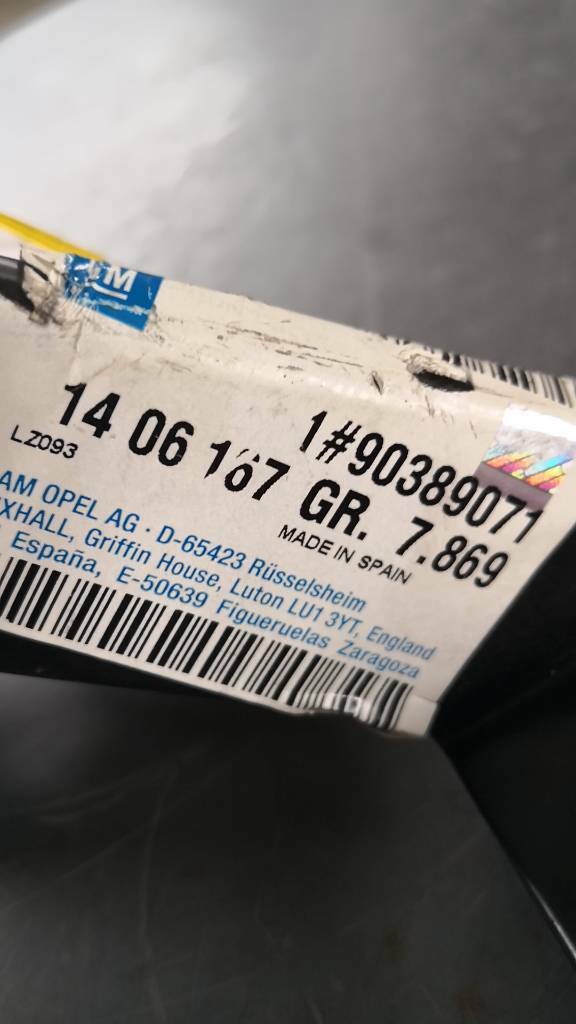 GM
1#90389071
14 06 167 GR. 7.869
LZ093
MADE IN SPAIN
AM OPEL AG · D-65423 Rüsselsheim
XHALL, Griffin House, Luton LU1 3YT, England
España, E-50639 Figueruelas Zaragoza